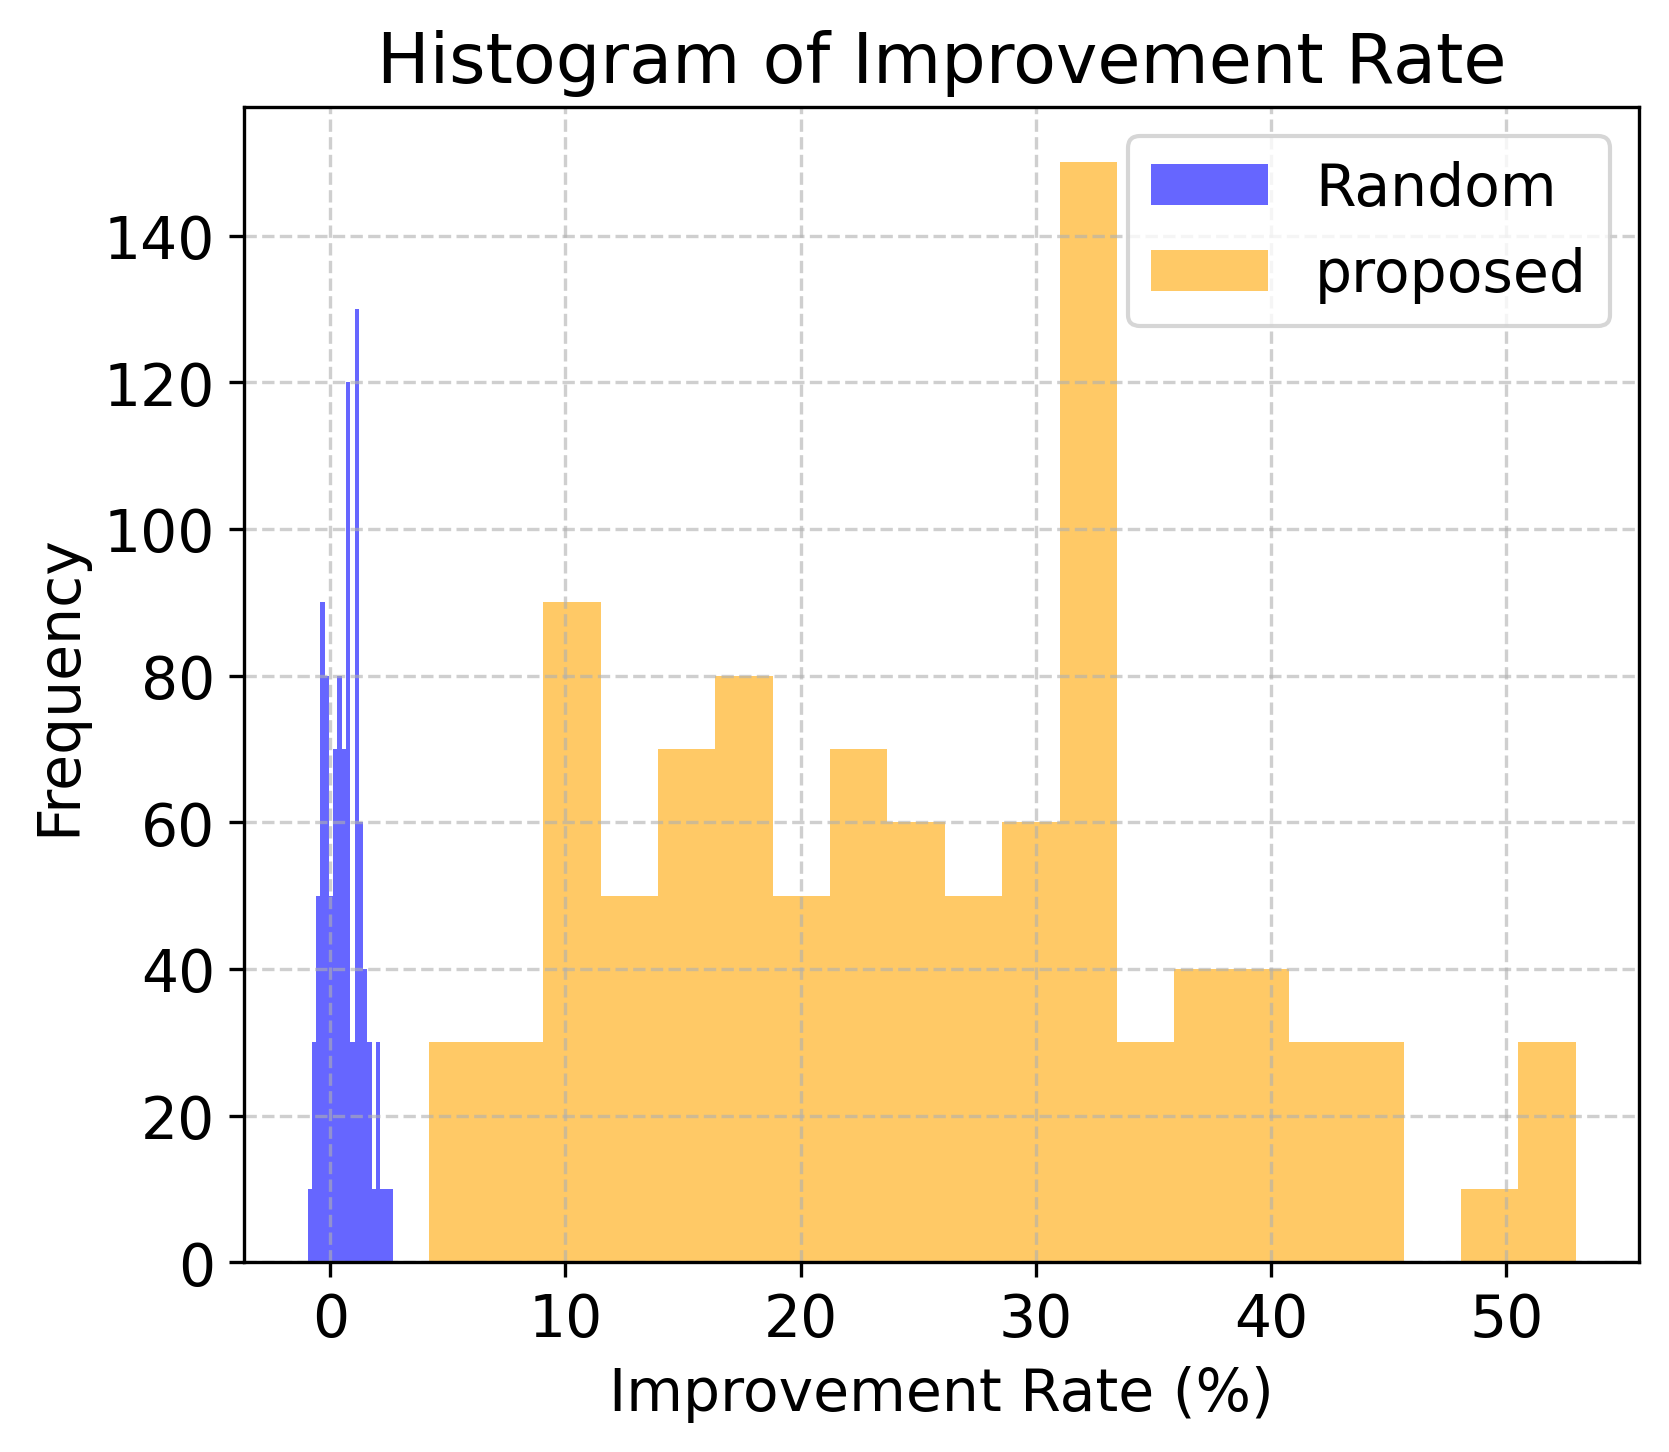 Histogram of Improvement Rate
Random
proposed
Frequency
140
120
100
80
60
40
20
0
0 10 20 30 40 50
Improvement Rate (%)